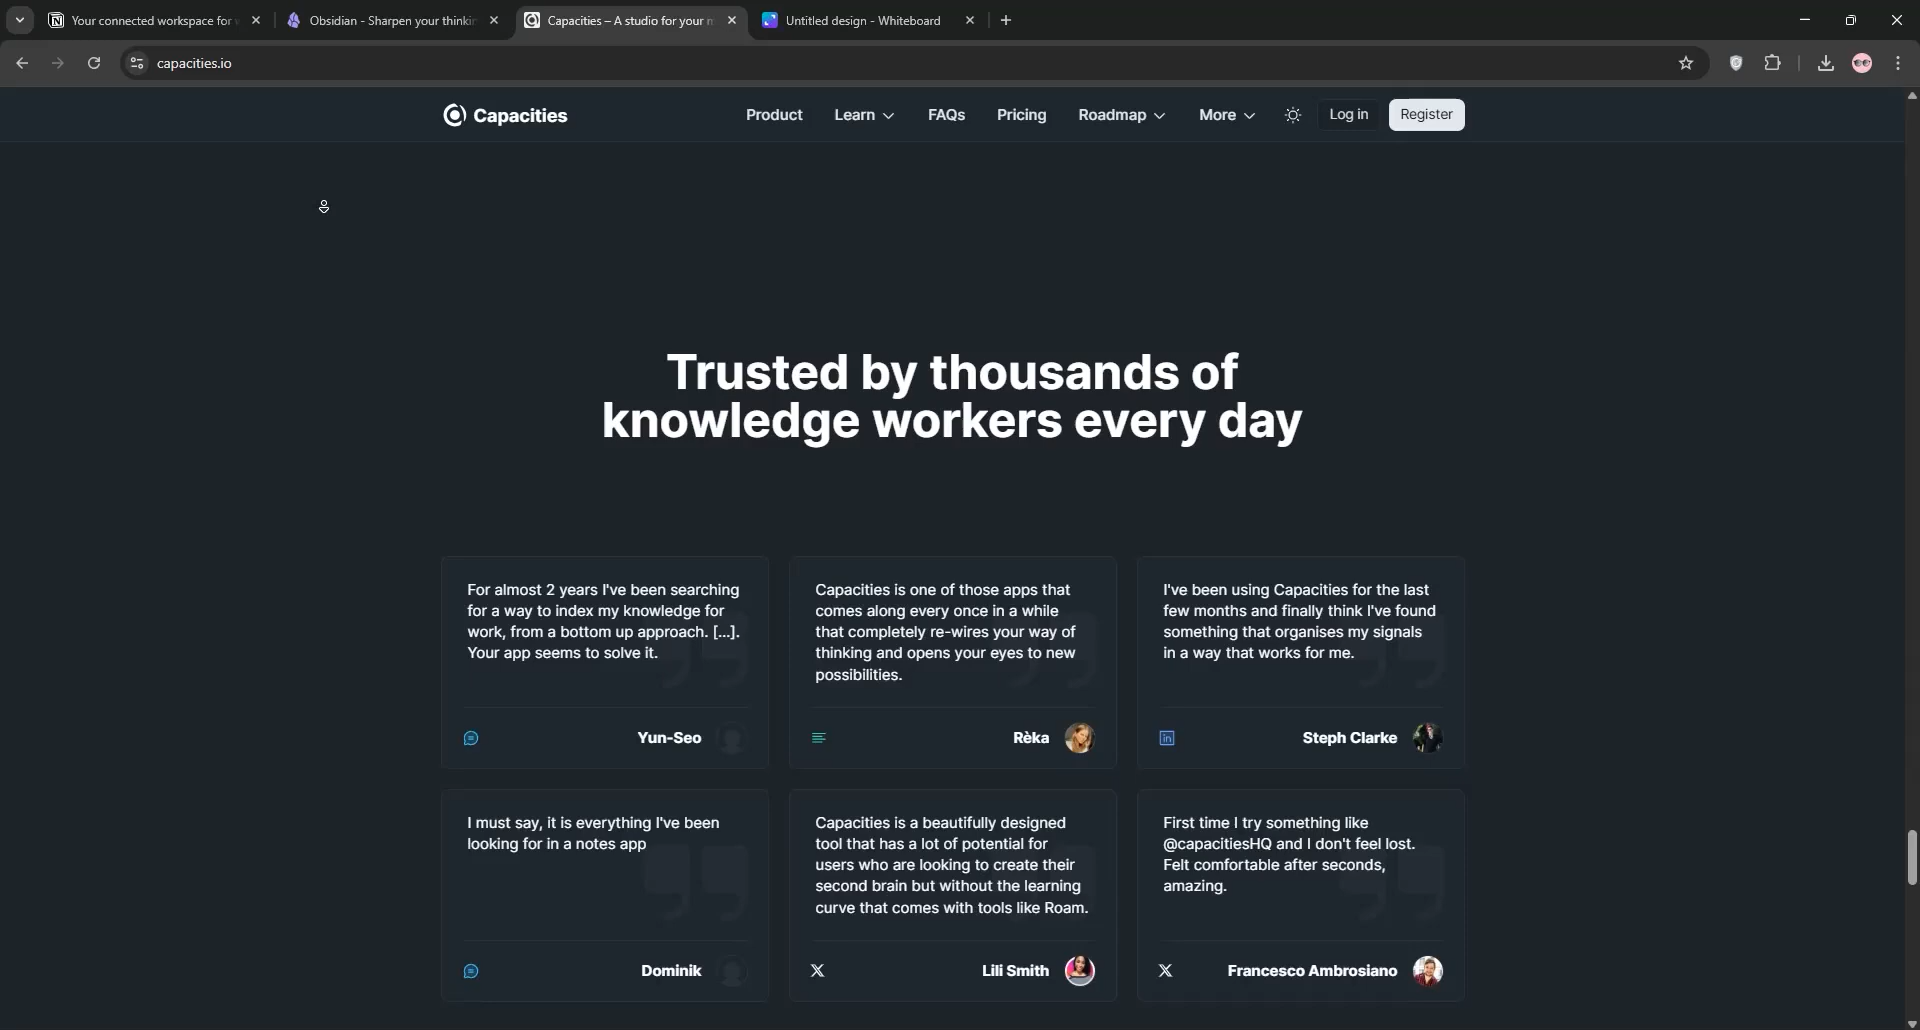 Your connected workspace for
Obsidian - Sharpen your thinkin
Capacities – A studio for your m
Untitled design - Whiteboard
capacities.io
Capacities
Product
Learn
FAQs
Pricing
Roadmap
More
Log in
Register
Trusted by thousands of
knowledge workers every day
For almost 2 years I've been searching
for a way to index my knowledge for
work, from a bottom up approach. [...].
Your app seems to solve it.
Yun-Seo
Capacities is one of those apps that
comes along every once in a while
that completely re-wires your way of
thinking and opens your eyes to new
possibilities.
Rèka
I've been using Capacities for the last
few months and finally think I've found
something that organises my signals
in a way that works for me.
in
Steph Clarke
I must say, it is everything I've been
looking for in a notes app
Dominik
Capacities is a beautifully designed
tool that has a lot of potential for
users who are looking to create their
second brain but without the learning
curve that comes with tools like Roam.
Lili Smith
First time I try something like
@capacitiesHQ and I don't feel lost.
Felt comfortable after seconds,
amazing.
Francesco Ambrosiano